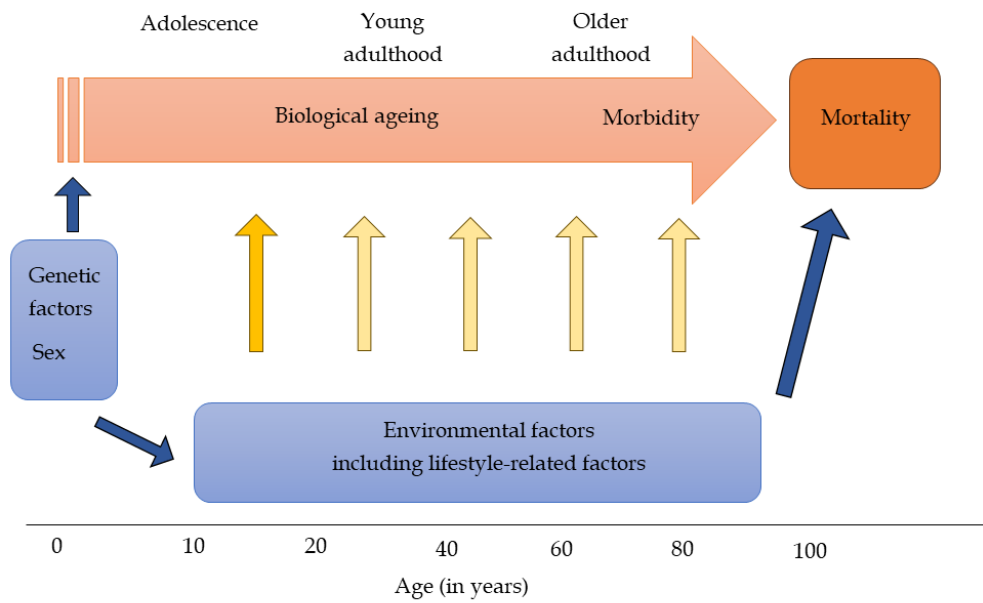 Adolescence
Young
adulthood
Older
adulthood
Biological ageing
Morbidity
Mortality
Genetic
factors
Sex
Environmental factors
including lifestyle-related factors
0
10
20
40
60
80
100
Age (in years)